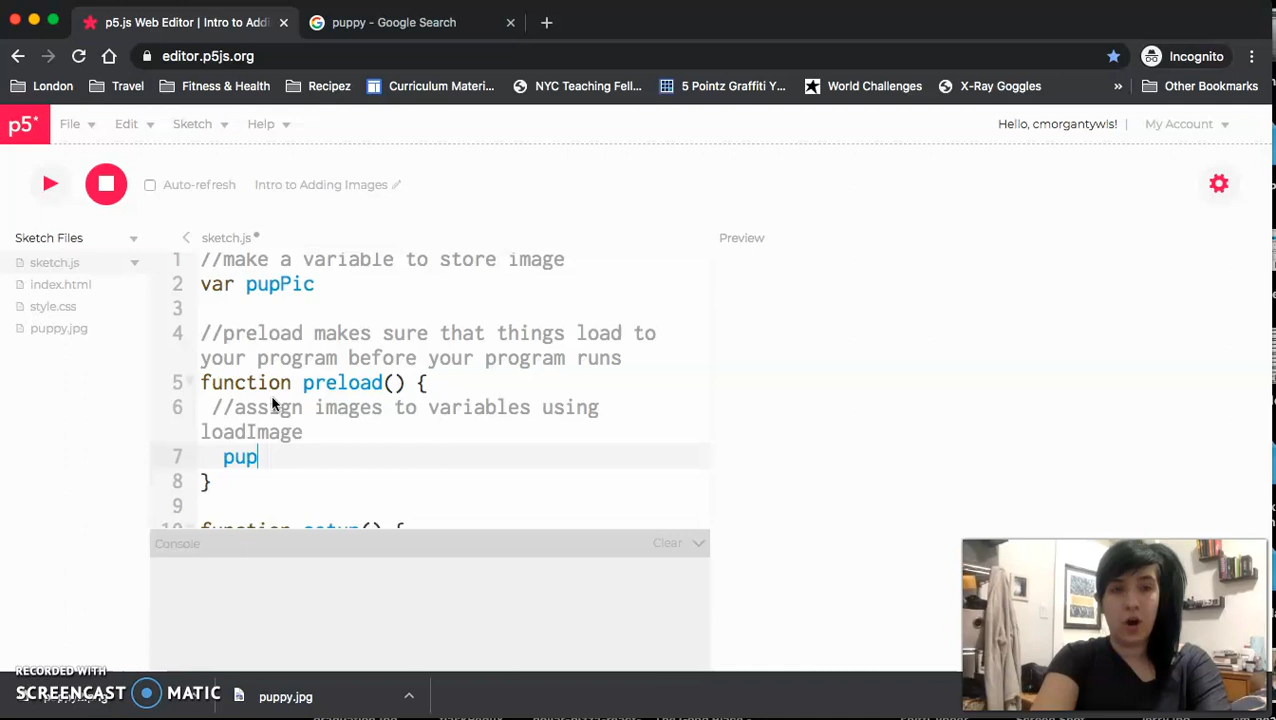 p5.js Web Editor | Intro to Addi
puppy - Google Search
editor.p5js.org
Incognito
London
Travel
Fitness & Health
Recipez
Curriculum Materi...
NYC Teaching Fell...
5 Pointz Graffiti Y...
World Challenges
X-Ray Goggles
»
Other Bookmarks
p5*
File
Edit
Sketch
Help
Hello, cmorgantywls!
My Account
Auto-refresh
Intro to Adding Images
Sketch Files
sketch.js
Preview
sketch.js
index.html
style.css
puppy.jpg
1 //make a variable to store image
2 var pupPic
3
4 //preload makes sure that things load to
your program before your program runs
5 function preload() {
6 //assign images to variables using
loadImage
7 pup
8 }
9
10 function setup() {
Console
Clear
RECORDED WITH
SCREENCAST MATIC
puppy.jpg